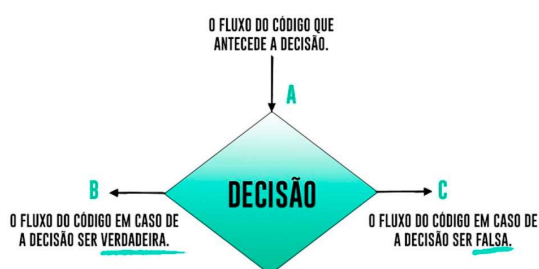 O FLUXO DO CÓDIGO QUE
ANTECEDE A DECISÃO.
A
DECISÃO
B
O FLUXO DO CÓDIGO EM CASO DE
A DECISÃO SER VERDADEIRA.
C
O FLUXO DO CÓDIGO EM CASO DE
A DECISÃO SER FALSA.